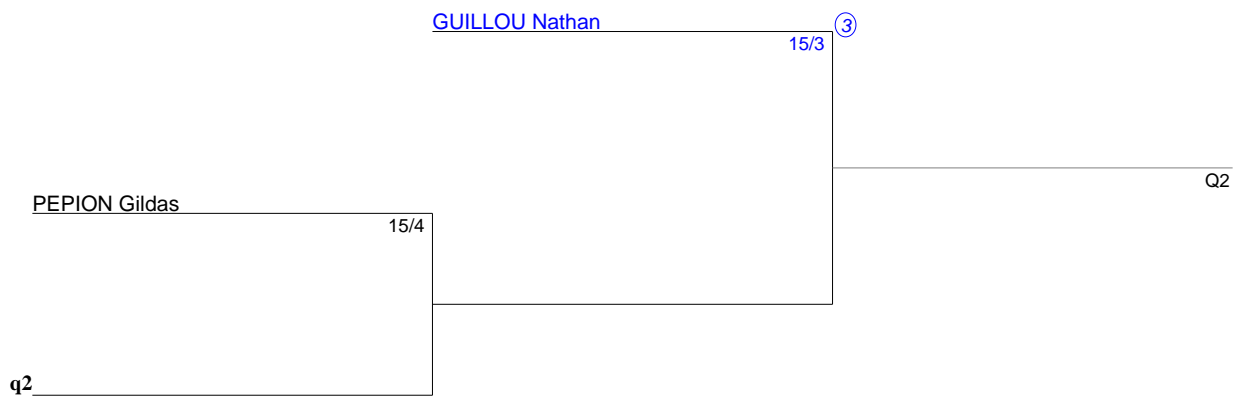 GUILLOU Nathan
3
15/3
Q2
PEPION Gildas
15/4
q2